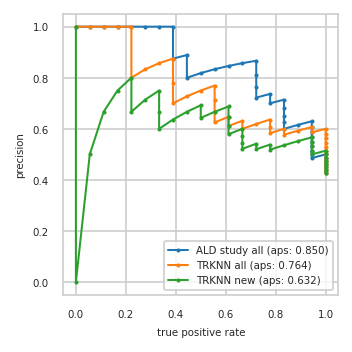 1.0
0.8
0.6
0.4
0.2
0.0
precision
0.0 0.2 0.4 0.6 0.8 1.0
true positive rate
ALD study all (aps: 0.850)
TRKNN all (aps: 0.764)
TRKNN new (aps: 0.632)